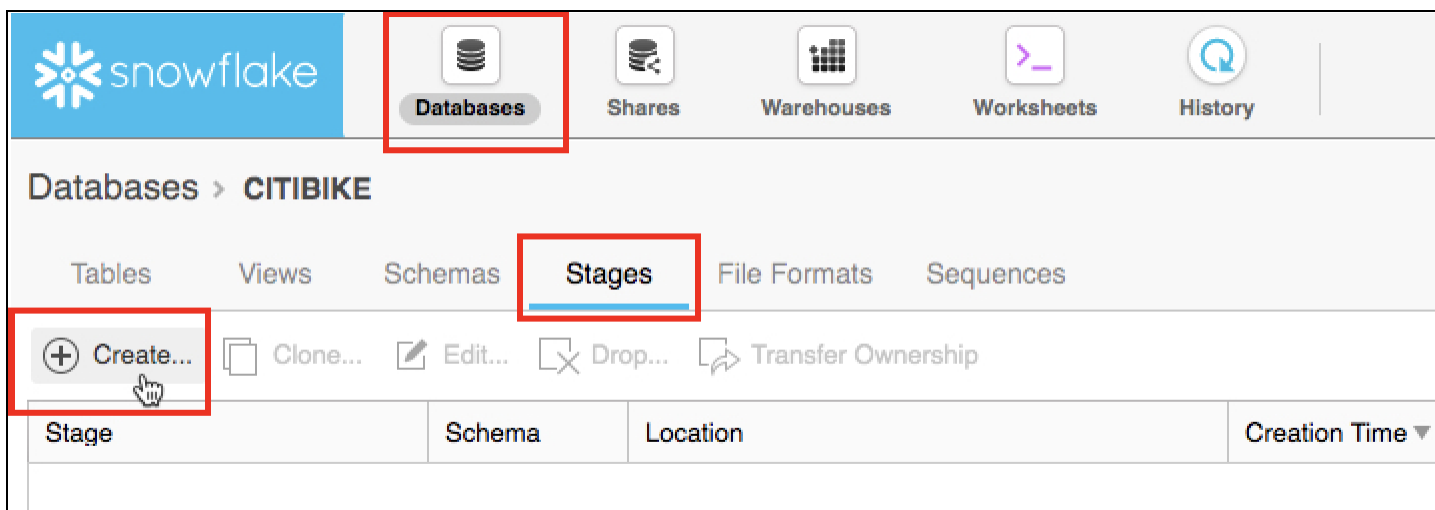 snowflake
Databases Shares Warehouses Worksheets History
Databases > CITIBIKE
Tables Views Schemas Stages File Formats Sequences
Create... Clone... Edit... Drop... Transfer Ownership
Stage Schema Location Creation Time